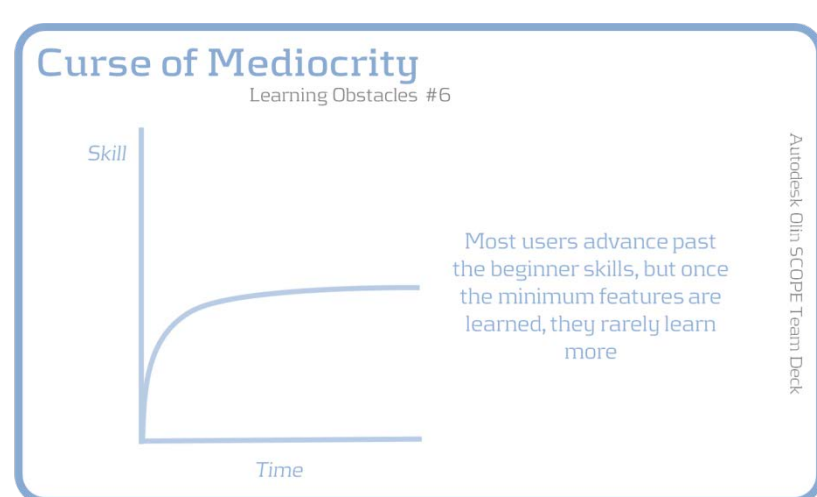 Curse of Mediocrity
Learning Obstacles #6
Skill
Most users advance past
the beginner skills, but once
the minimum features are
learned, they rarely learn
more
Time
Autodesk Olin SCOPE Team Deck